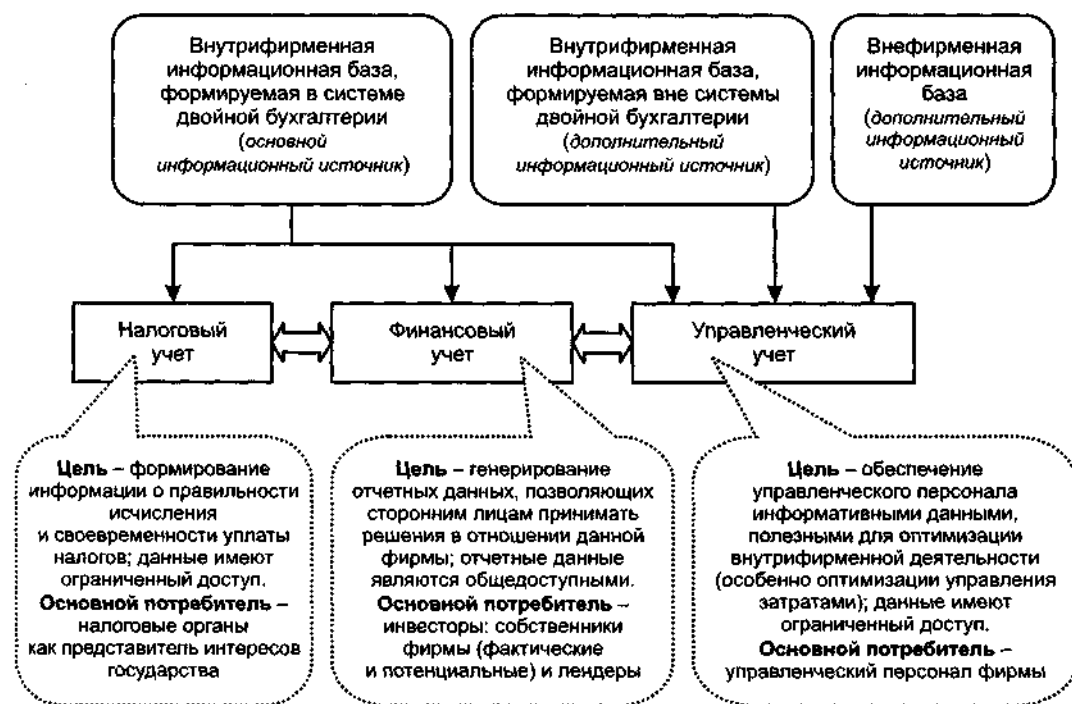 Внутрифирменная
информационная база,
формируемая в системе
двойной бухгалтерии
(основной
информационный источник)
Внутрифирменная
информационная база,
формируемая вне системы
двойной бухгалтерии
(дополнительный
информационный источник)
Внефирменная
информационная
база
(дополнительный
информационный
источник)
Налоговый
учет
Финансовый
учет
Управленческий
учет
Цель – формирование
информации о правильности
исчисления
и своевременности уплаты
налогов; данные имеют
ограниченный доступ.
Основной потребитель –
налоговые органы
как представитель интересов
государства
Цель – генерирование
отчетных данных, позволяющих
сторонним лицам принимать
решения в отношении данной
фирмы; отчетные данные
являются общедоступными.
Основной потребитель –
инвесторы: собственники
фирмы (фактические
и потенциальные) и лендеры
Цель – обеспечение
управленческого персонала
информативными данными,
полезными для оптимизации
внутрифирменной деятельности
(особенно оптимизации управления
затратами); данные имеют
ограниченный доступ.
Основной потребитель –
управленческий персонал фирмы